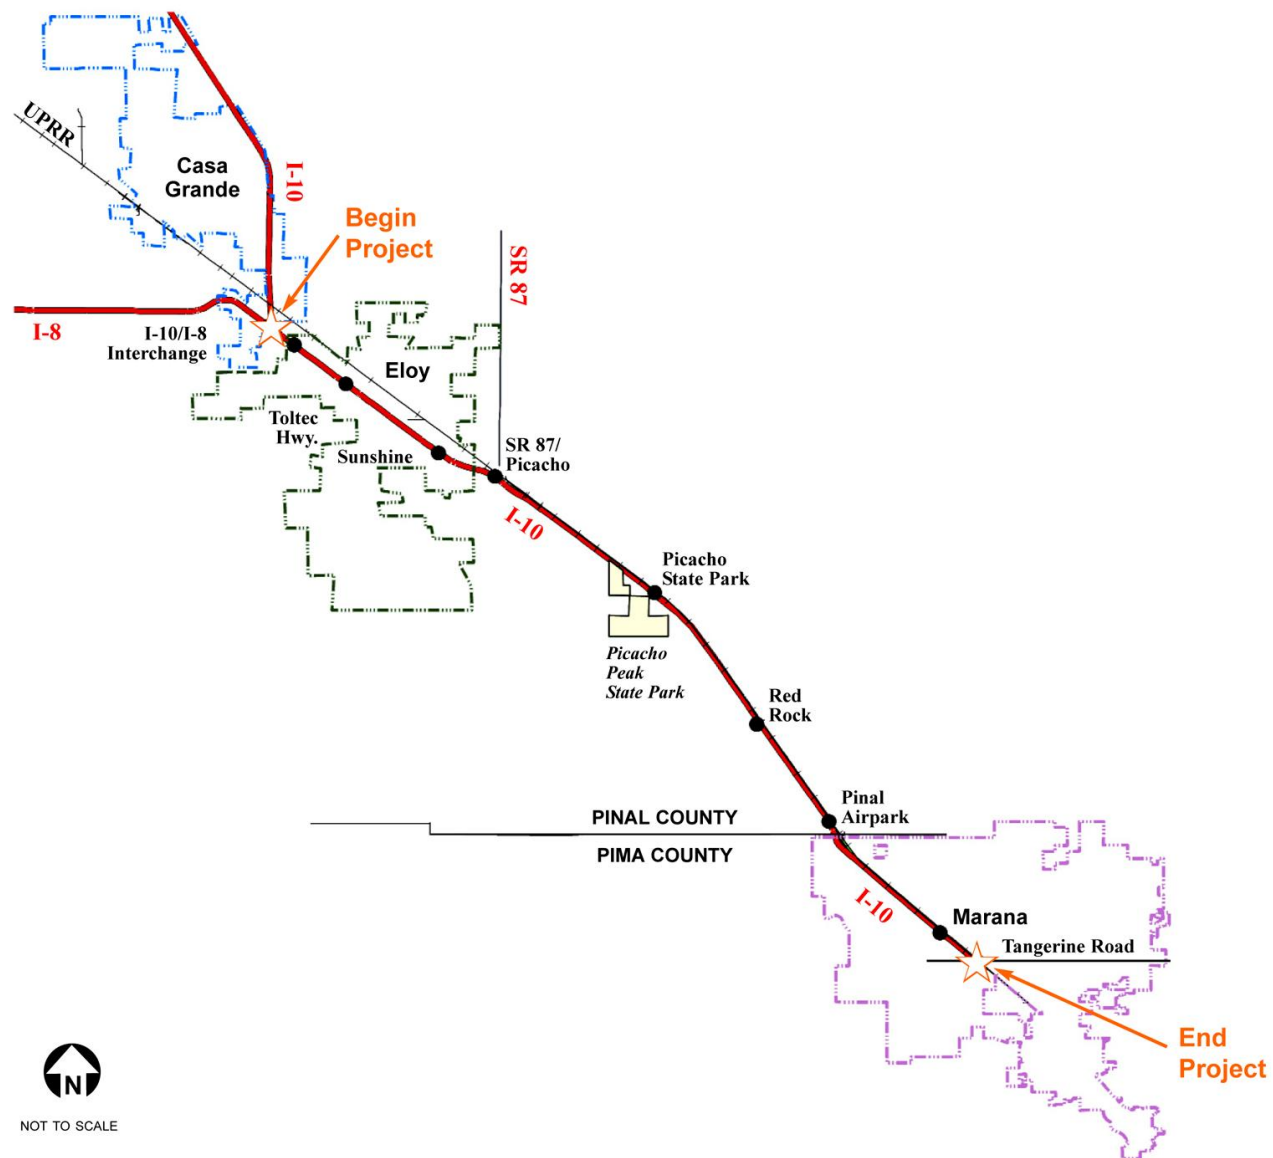 UPRR
Casa
Grande
I-10
Begin
Project
SR 87
I-8
I-10/I-8
Interchange
Eloy
Toltec
Hwy.
Sunshine
SR 87/
Picacho
I-10
Picacho
State Park
Picacho
Peak
State Park
Red
Rock
Pinal
Airpark
PINAL COUNTY
PIMA COUNTY
I-10
Marana
Tangerine Road
End
Project
N
NOT TO SCALE